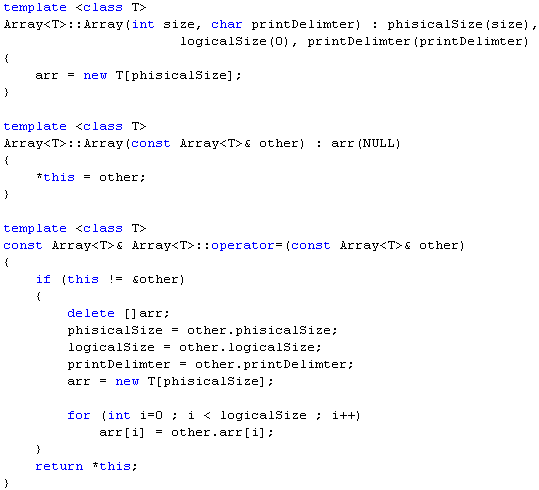 template <class T>
Array<T>::Array(int size, char printDelimter) : phisicalSize(size),
                      logicalSize(0), printDelimter(printDelimter)
{
    arr = new T[phisicalSize];
}

template <class T>
Array<T>::Array(const Array<T>& other) : arr(NULL)
{
    *this = other;
}

template <class T>
const Array<T>& Array<T>::operator=(const Array<T>& other)
{
    if (this != &other)
    {
        delete []arr;
        phisicalSize = other.phisicalSize;
        logicalSize = other.logicalSize;
        printDelimter = other.printDelimter;
        arr = new T[phisicalSize];

        for (int i=0 ; i < logicalSize ; i++)
            arr[i] = other.arr[i];
    }
    return *this;
}